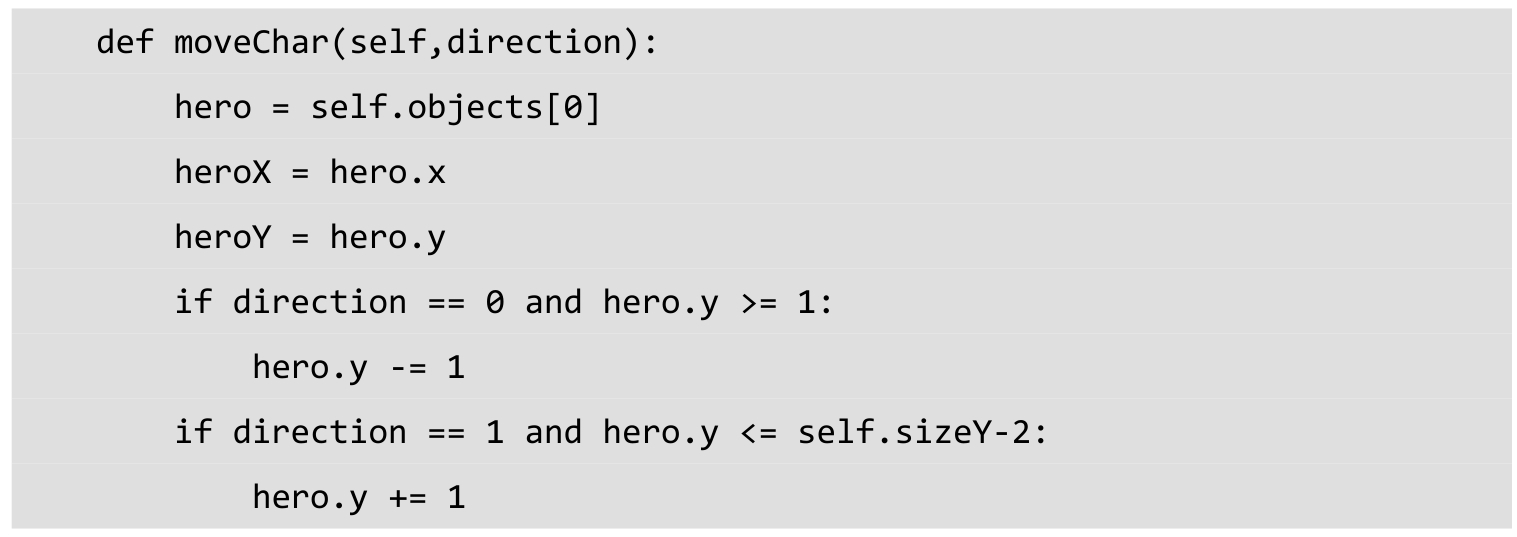 def moveChar(self,direction):
hero = self.objects[0]
heroX = hero.x
heroY = hero.y
if direction == 0 and hero.y >= 1:
hero.y -= 1
if direction == 1 and hero.y <= self.sizeY-2:
hero.y += 1